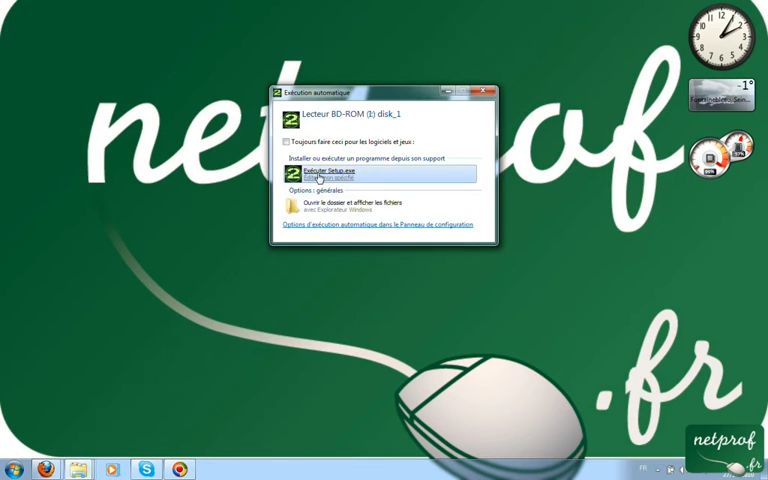 netprof
.fr
-1°
Exécution automatique
Lecteur BD-ROM (I:) disk_1
Toujours faire ceci pour les logiciels et jeux :
Installer ou exécuter un programme depuis son support
Exécuter Setup.exe
Options : générales
Ouvrir le dossier et afficher les fichiers
avec Explorateur Windows
Options d'exécution automatique dans le Panneau de configuration
FR
netprof
.fr